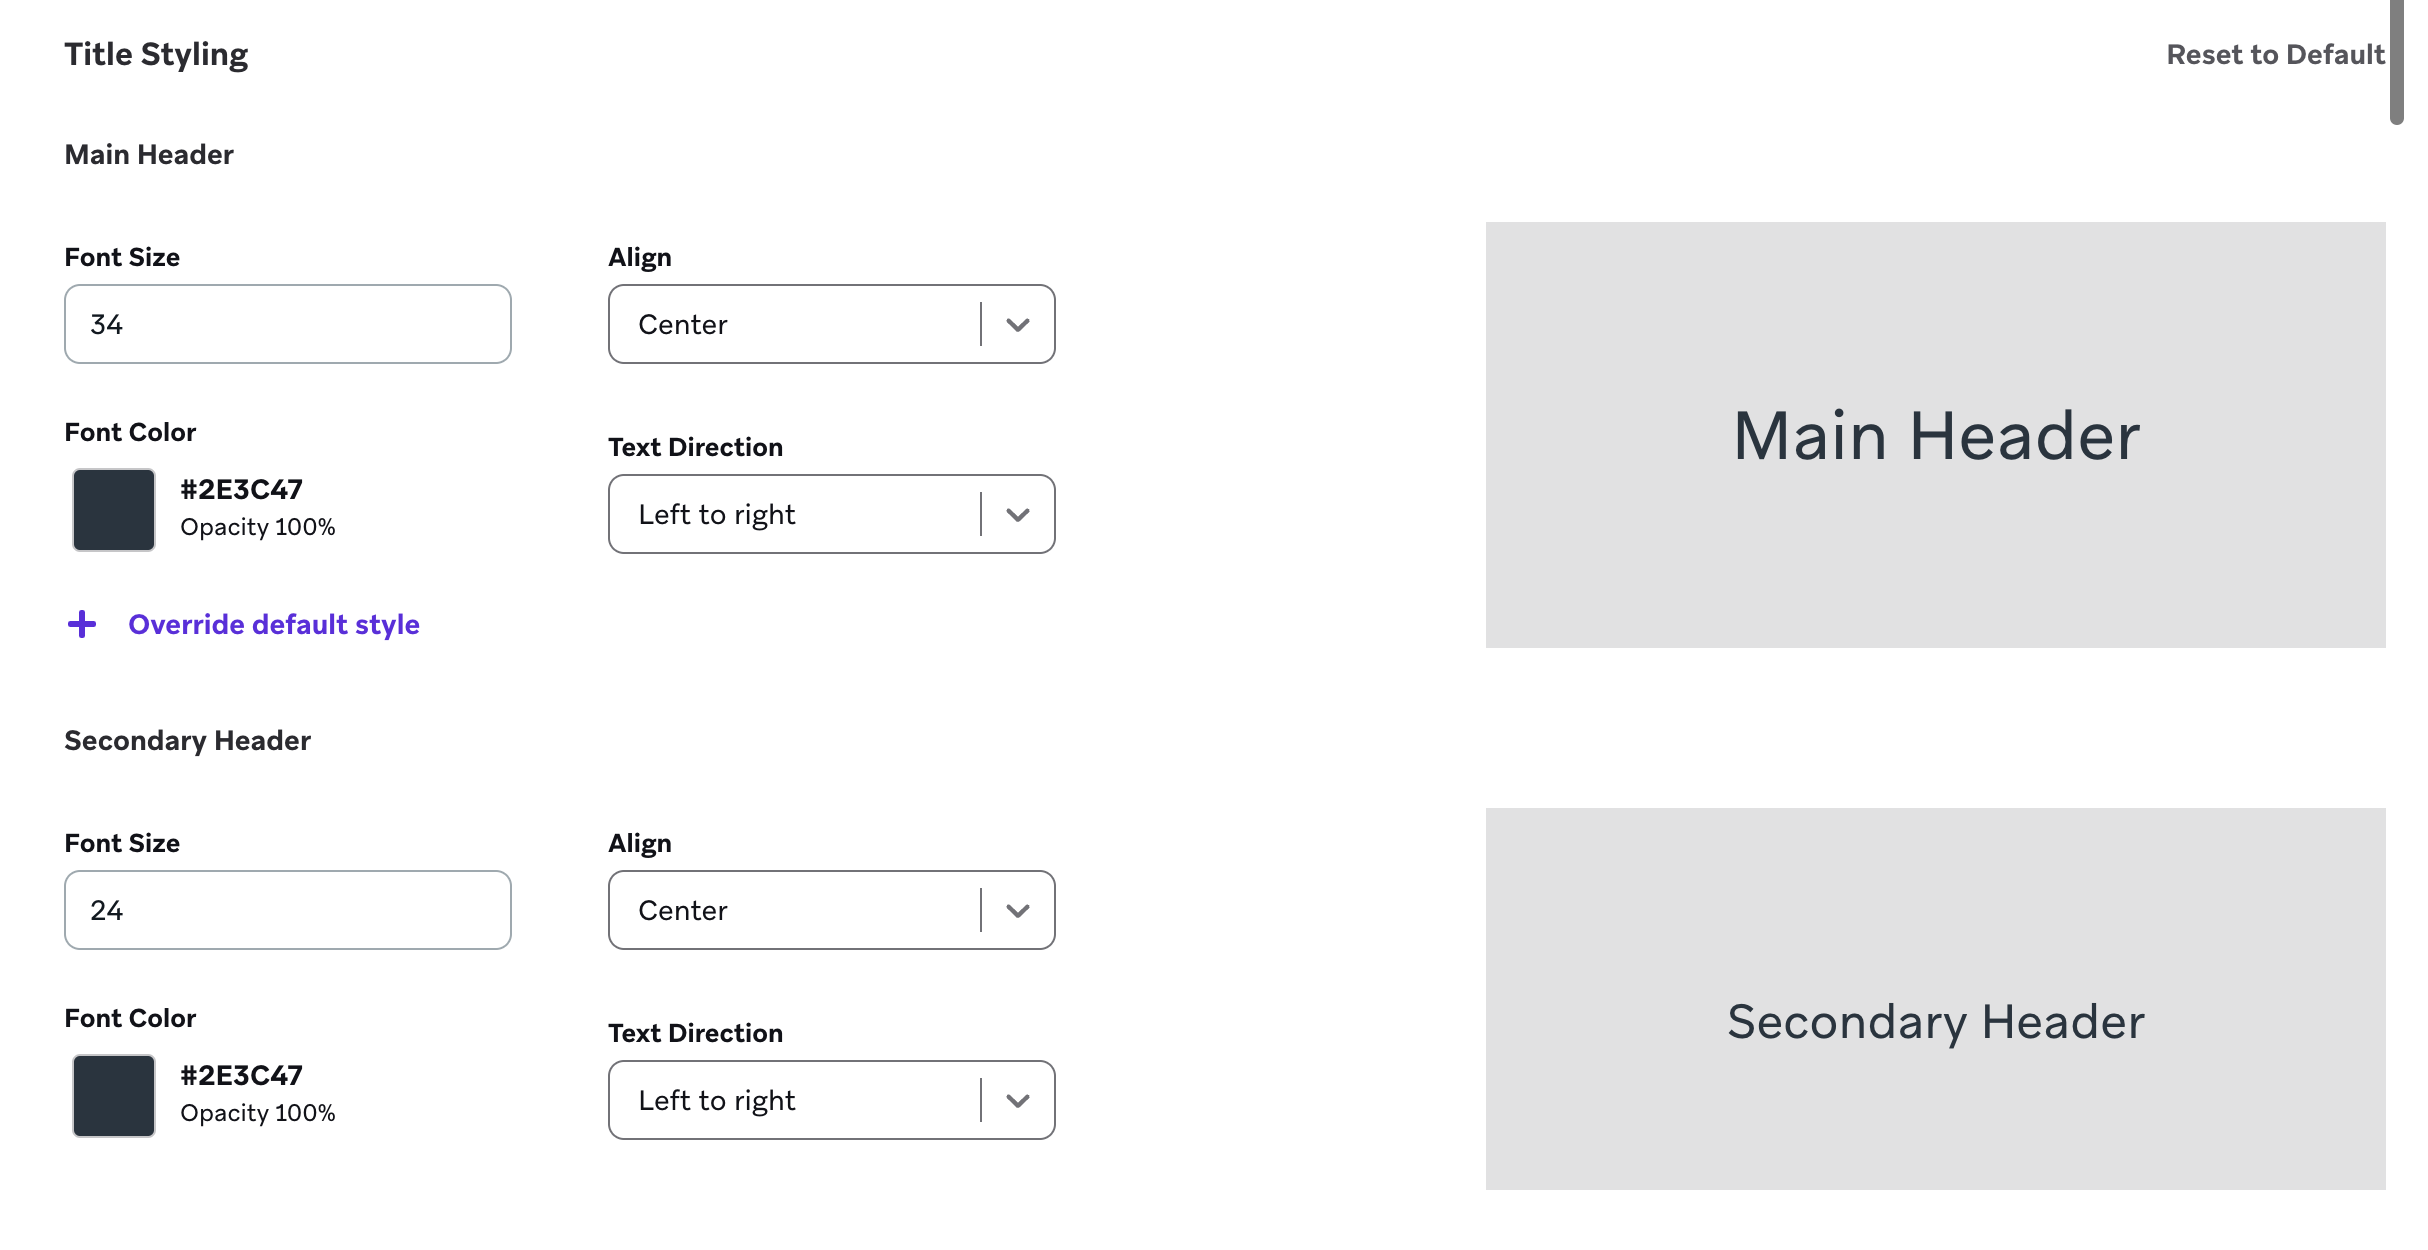 Title Styling
Reset to Default
Main Header
Font Size
Align
34
Center
Font Color
Text Direction
#2E3C47
Opacity 100%
Left to right
Override default style
Main Header
Secondary Header
Font Size
Align
24
Center
Font Color
Text Direction
#2E3C47
Opacity 100%
Left to right
Secondary Header